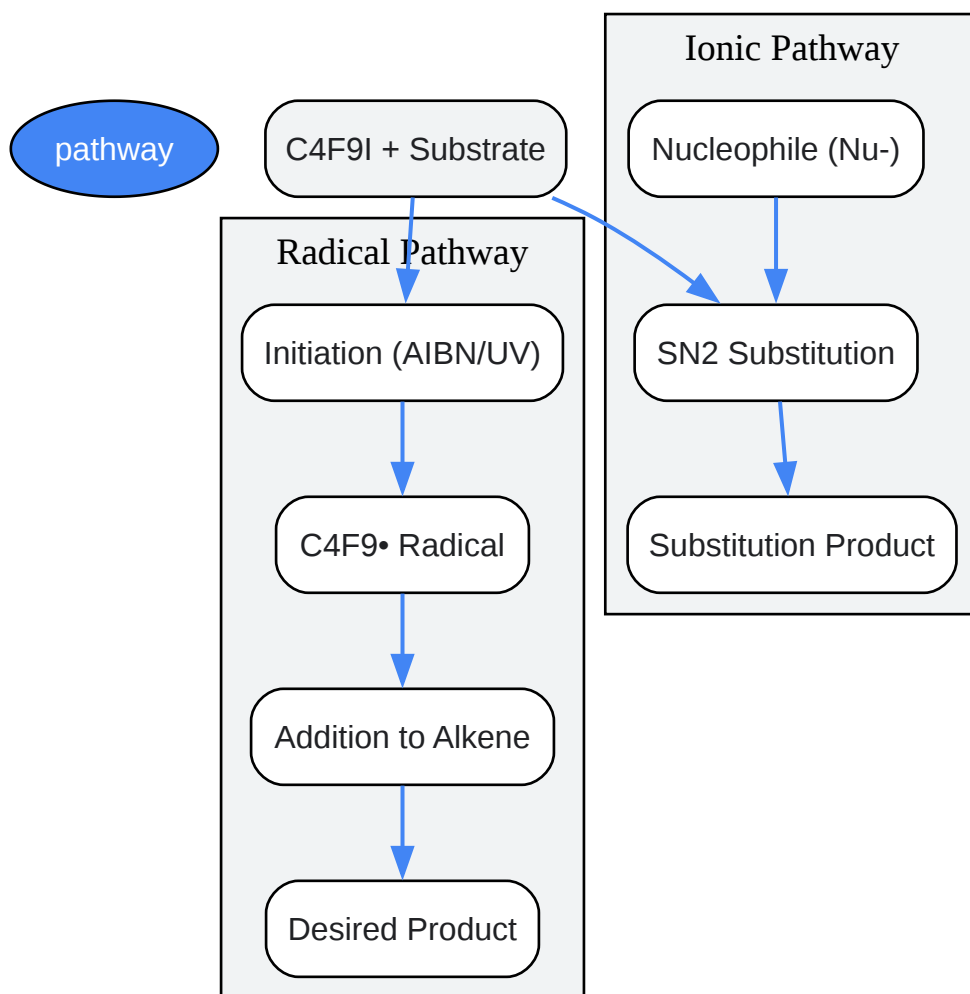 Ionic Pathway
pathway
C4F9I + Substrate
Nucleophile (Nu-)
Radical Pathway
Initiation (AIBN/UV)
SN2 Substitution
C4F9• Radical
Substitution Product
Addition to Alkene
Desired Product